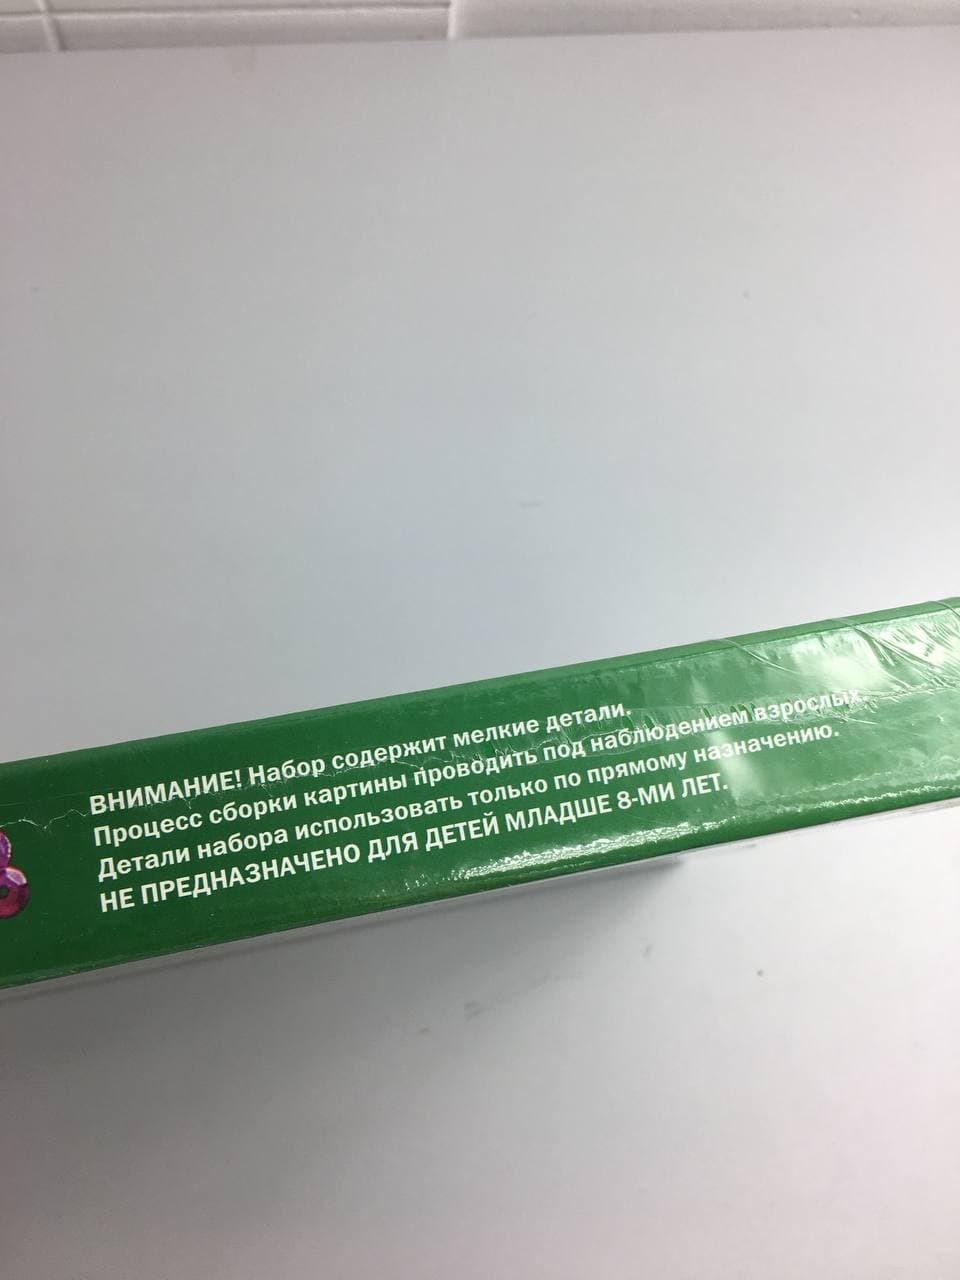 ВНИМАНИЕ! Набор содержит мелкие детали.
Процесс сборки картины проводить под наблюдением взрослых.
Детали набора использовать только по прямому назначению.
НЕ ПРЕДНАЗНАЧЕНО ДЛЯ ДЕТЕЙ МЛАДШЕ 8-МИ ЛЕТ.